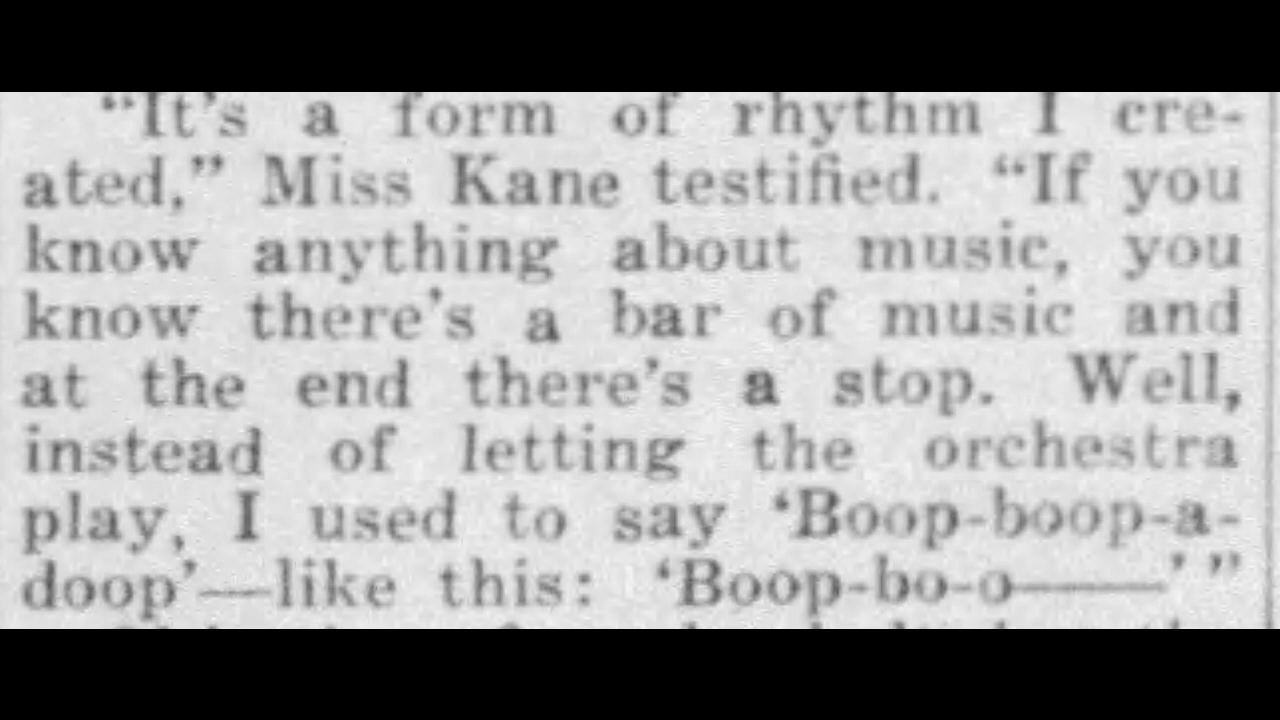 “It’s a form of rhythm I cre-
ated,” Miss Kane testified. “If you
know anything about music, you
know there’s a bar of music and
at the end there’s a stop. Well,
instead of letting the orchestra
play, I used to say ‘Boop-boop-a-
doop’—like this: ‘Boop-bo-o——’ ”